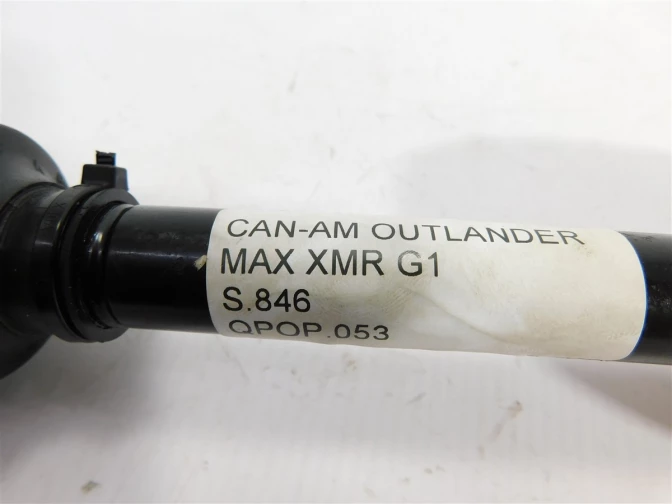 CAN-AM OUTLANDER
MAX XMR G1
S.846
QPOP.053